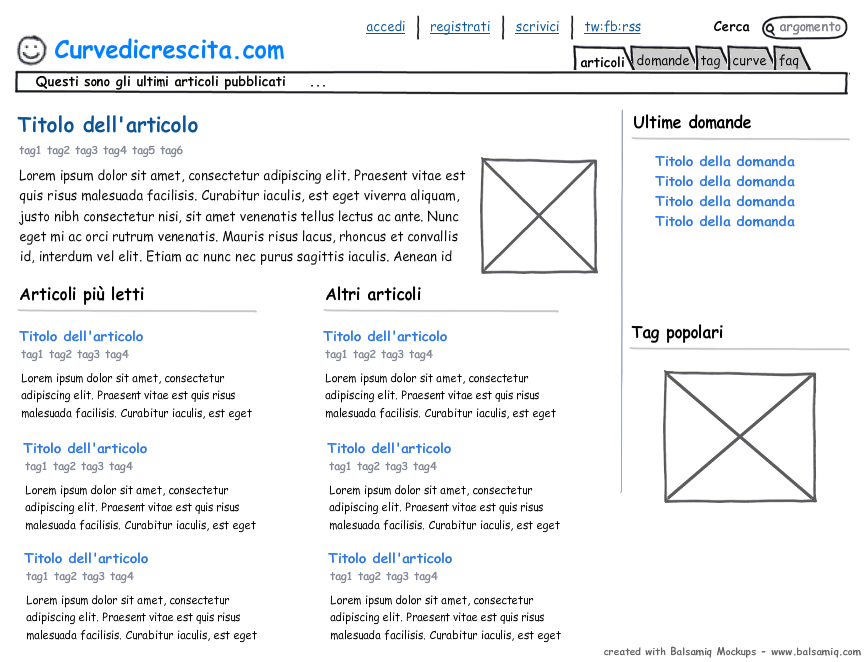 accedi registrati scrivici tw:fb:rss Cerca argomento
Curvedicrescita.com
articoli domande tag curve faq
Questi sono gli ultimi articoli pubblicati ...
Titolo dell'articolo
tag1 tag2 tag3 tag4 tag5 tag6
Lorem ipsum dolor sit amet, consectetur adipiscing elit. Praesent vitae est
quis risus malesuada facilisis. Curabitur iaculis, est eget viverra aliquam,
justo nibh consectetur nisi, sit amet venenatis tellus lectus ac ante. Nunc
eget mi ac orci rutrum venenatis. Mauris risus lacus, rhoncus et convallis
id, interdum vel elit. Etiam ac nunc nec purus sagittis iaculis. Aenean id
Articoli più letti
Titolo dell'articolo
tag1 tag2 tag3 tag4
Lorem ipsum dolor sit amet, consectetur
adipiscing elit. Praesent vitae est quis risus
malesuada facilisis. Curabitur iaculis, est eget
Titolo dell'articolo
tag1 tag2 tag3 tag4
Lorem ipsum dolor sit amet, consectetur
adipiscing elit. Praesent vitae est quis risus
malesuada facilisis. Curabitur iaculis, est eget
Titolo dell'articolo
tag1 tag2 tag3 tag4
Lorem ipsum dolor sit amet, consectetur
adipiscing elit. Praesent vitae est quis risus
malesuada facilisis. Curabitur iaculis, est eget
Altri articoli
Titolo dell'articolo
tag1 tag2 tag3 tag4
Lorem ipsum dolor sit amet, consectetur
adipiscing elit. Praesent vitae est quis risus
malesuada facilisis. Curabitur iaculis, est eget
Titolo dell'articolo
tag1 tag2 tag3 tag4
Lorem ipsum dolor sit amet, consectetur
adipiscing elit. Praesent vitae est quis risus
malesuada facilisis. Curabitur iaculis, est eget
Titolo dell'articolo
tag1 tag2 tag3 tag4
Lorem ipsum dolor sit amet, consectetur
adipiscing elit. Praesent vitae est quis risus
malesuada facilisis. Curabitur iaculis, est eget
Ultime domande
Titolo della domanda
Titolo della domanda
Titolo della domanda
Titolo della domanda
Tag popolari
created with Balsamiq Mockups - www.balsamiq.com